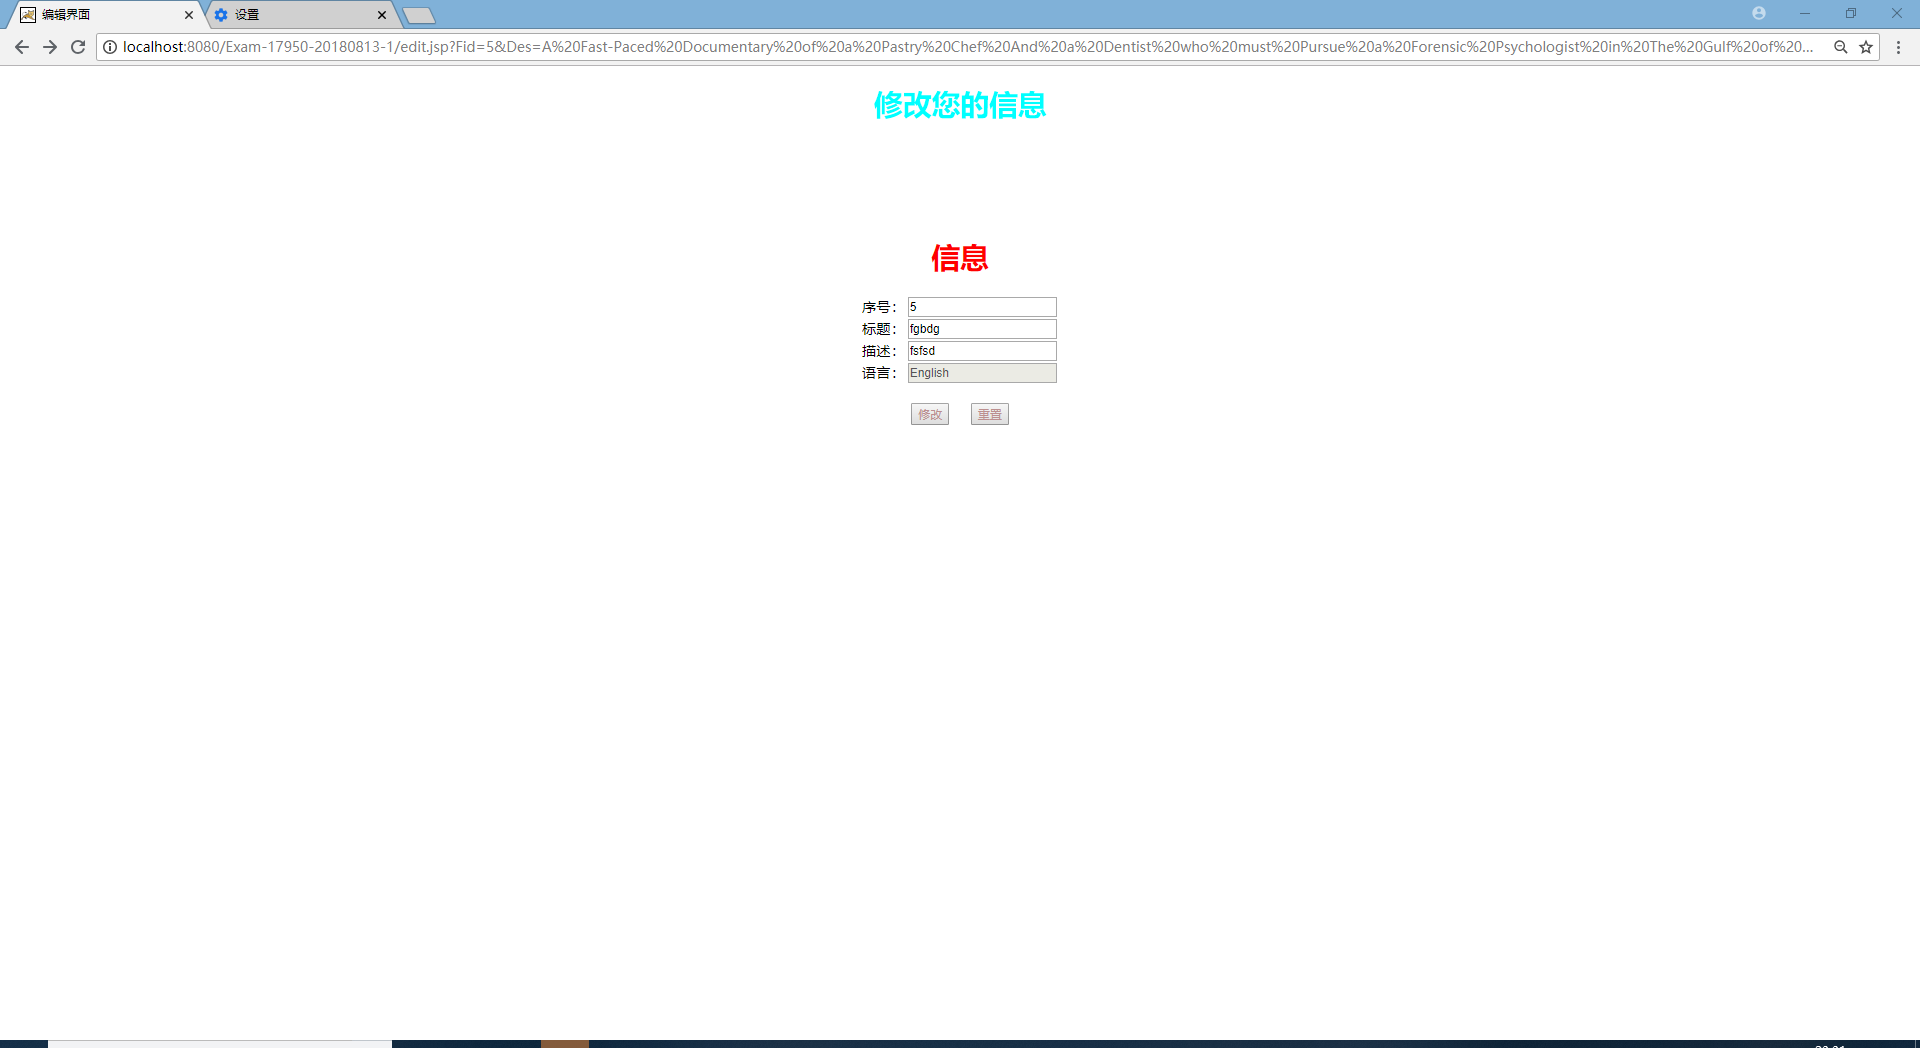 编辑界面
设置
localhost:8080/Exam-17950-20180813-1/edit.jsp?Fid=5&Des=A%20Fast-Paced%20Documentary%20of%20a%20Pastry%20Chef%20And%20a%20Dentist%20who%20must%20Pursue%20a%20Forensic%20Psychologist%20in%20The%20Gulf%20of%20...
修改您的信息
信息
序号： 5
标题： fgbdg
描述： fsfsd
语言： English
修改 重置